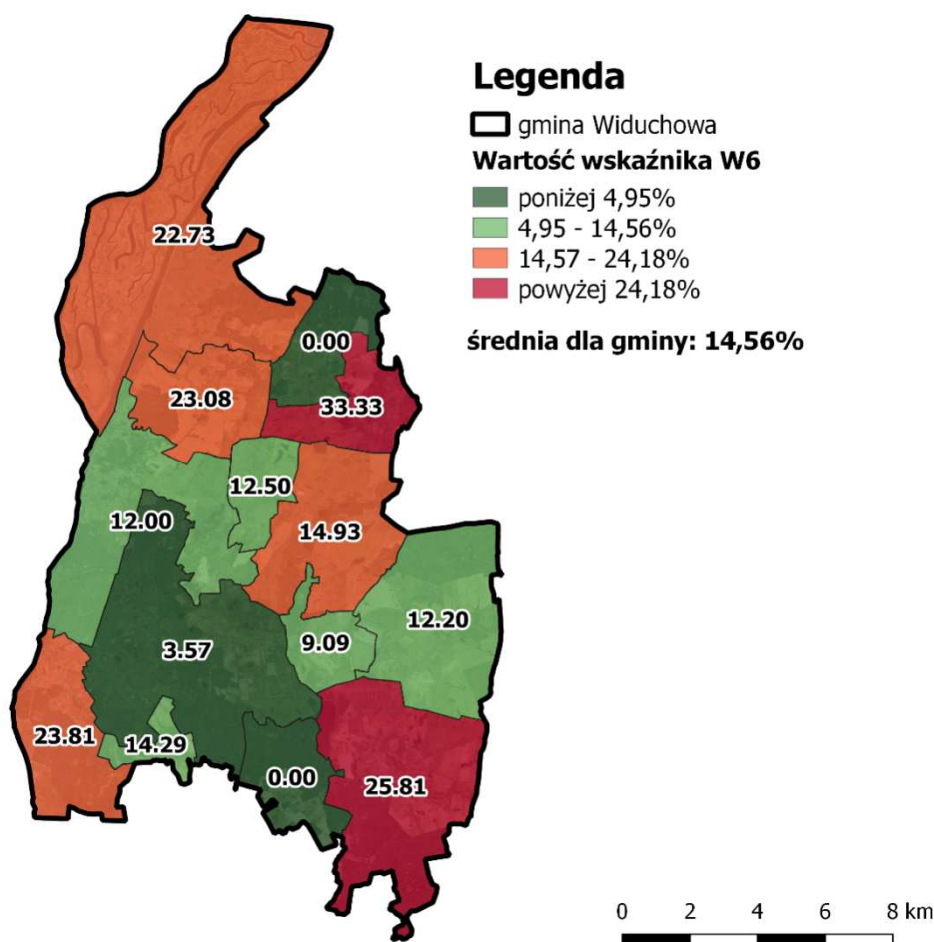 Legenda
gmina Widuchowa
Wartość wskaźnika W6
poniżej 4,95%
4,95 - 14,56%
14,57 - 24,18%
powyżej 24,18%
średnia dla gminy: 14,56%
22.73
0.00
23.08
33.33
12.50
12.00
14.93
12.20
9.09
3.57
23.81
14.29
0.00
25.81
0 2 4 6 8 km